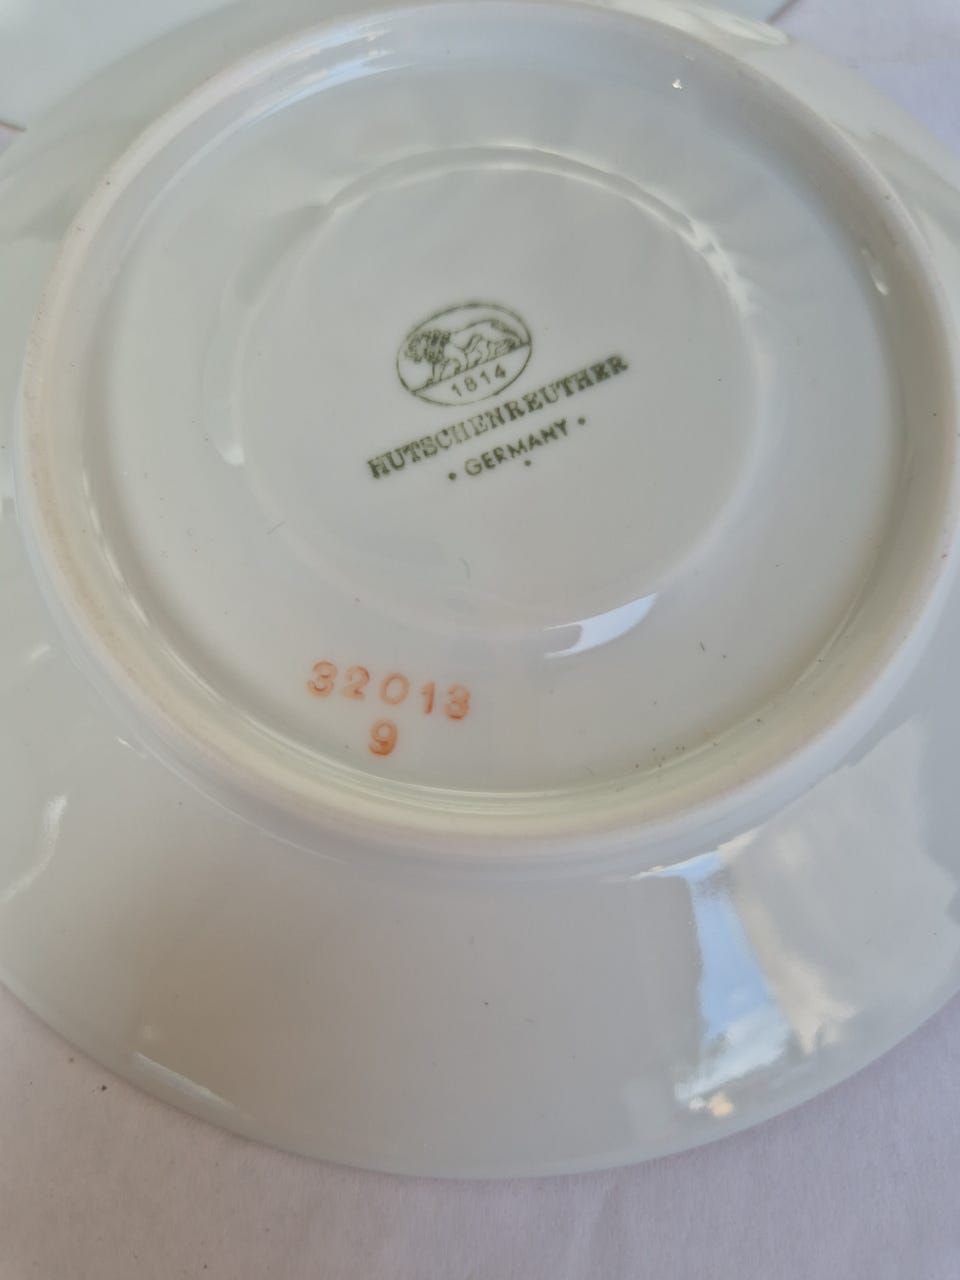 1814
HUTSCHENREUTHER
• GERMANY •
32013
9